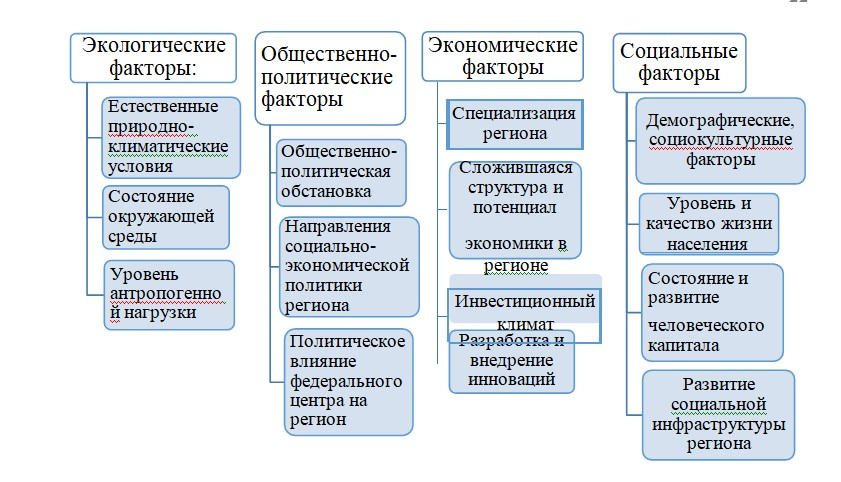 Экологические
факторы:
Естественные
природно-
климатические
условия
Состояние
окружающей
среды
Уровень
антропогенно
й нагрузки
Общественно-
политические
факторы
Общественно-
политическая
обстановка
Направления
социально-
экономической
политики
региона
Политическое
влияние
федерального
центра на
регион
Экономические
факторы
Специализация
региона
Сложившаяся
структура и
потенциал
экономики в
регионе
Инвестиционный
климат
Разработка и
внедрение
инноваций
Социальные
факторы
Демографические,
социокультурные
факторы
Уровень и
качество жизни
населения
Состояние и
развитие
человеческого
капитала
Развитие
социальной
инфраструктуры
региона